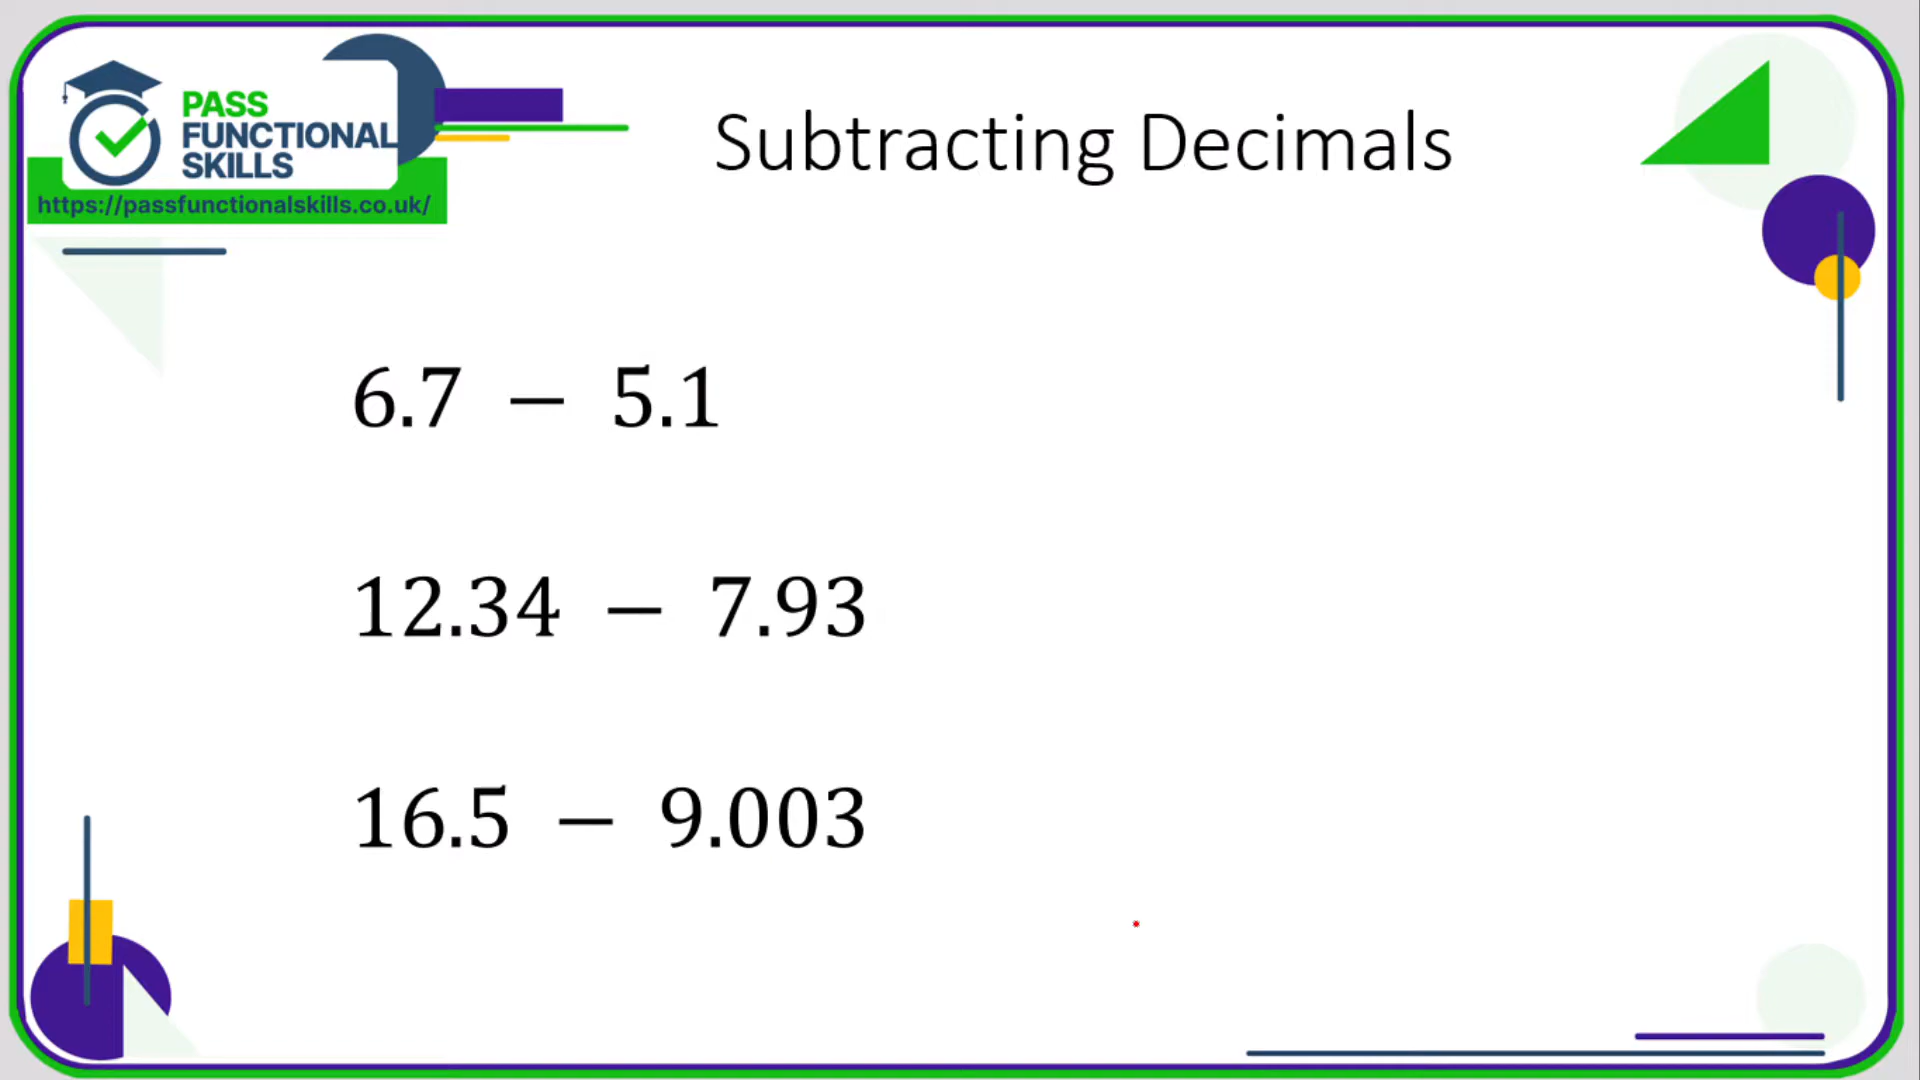 PASS
FUNCTIONAL
SKILLS
https://passfunctionalskills.co.uk/
Subtracting Decimals
6.7 − 5.1
12.34 − 7.93
16.5 − 9.003